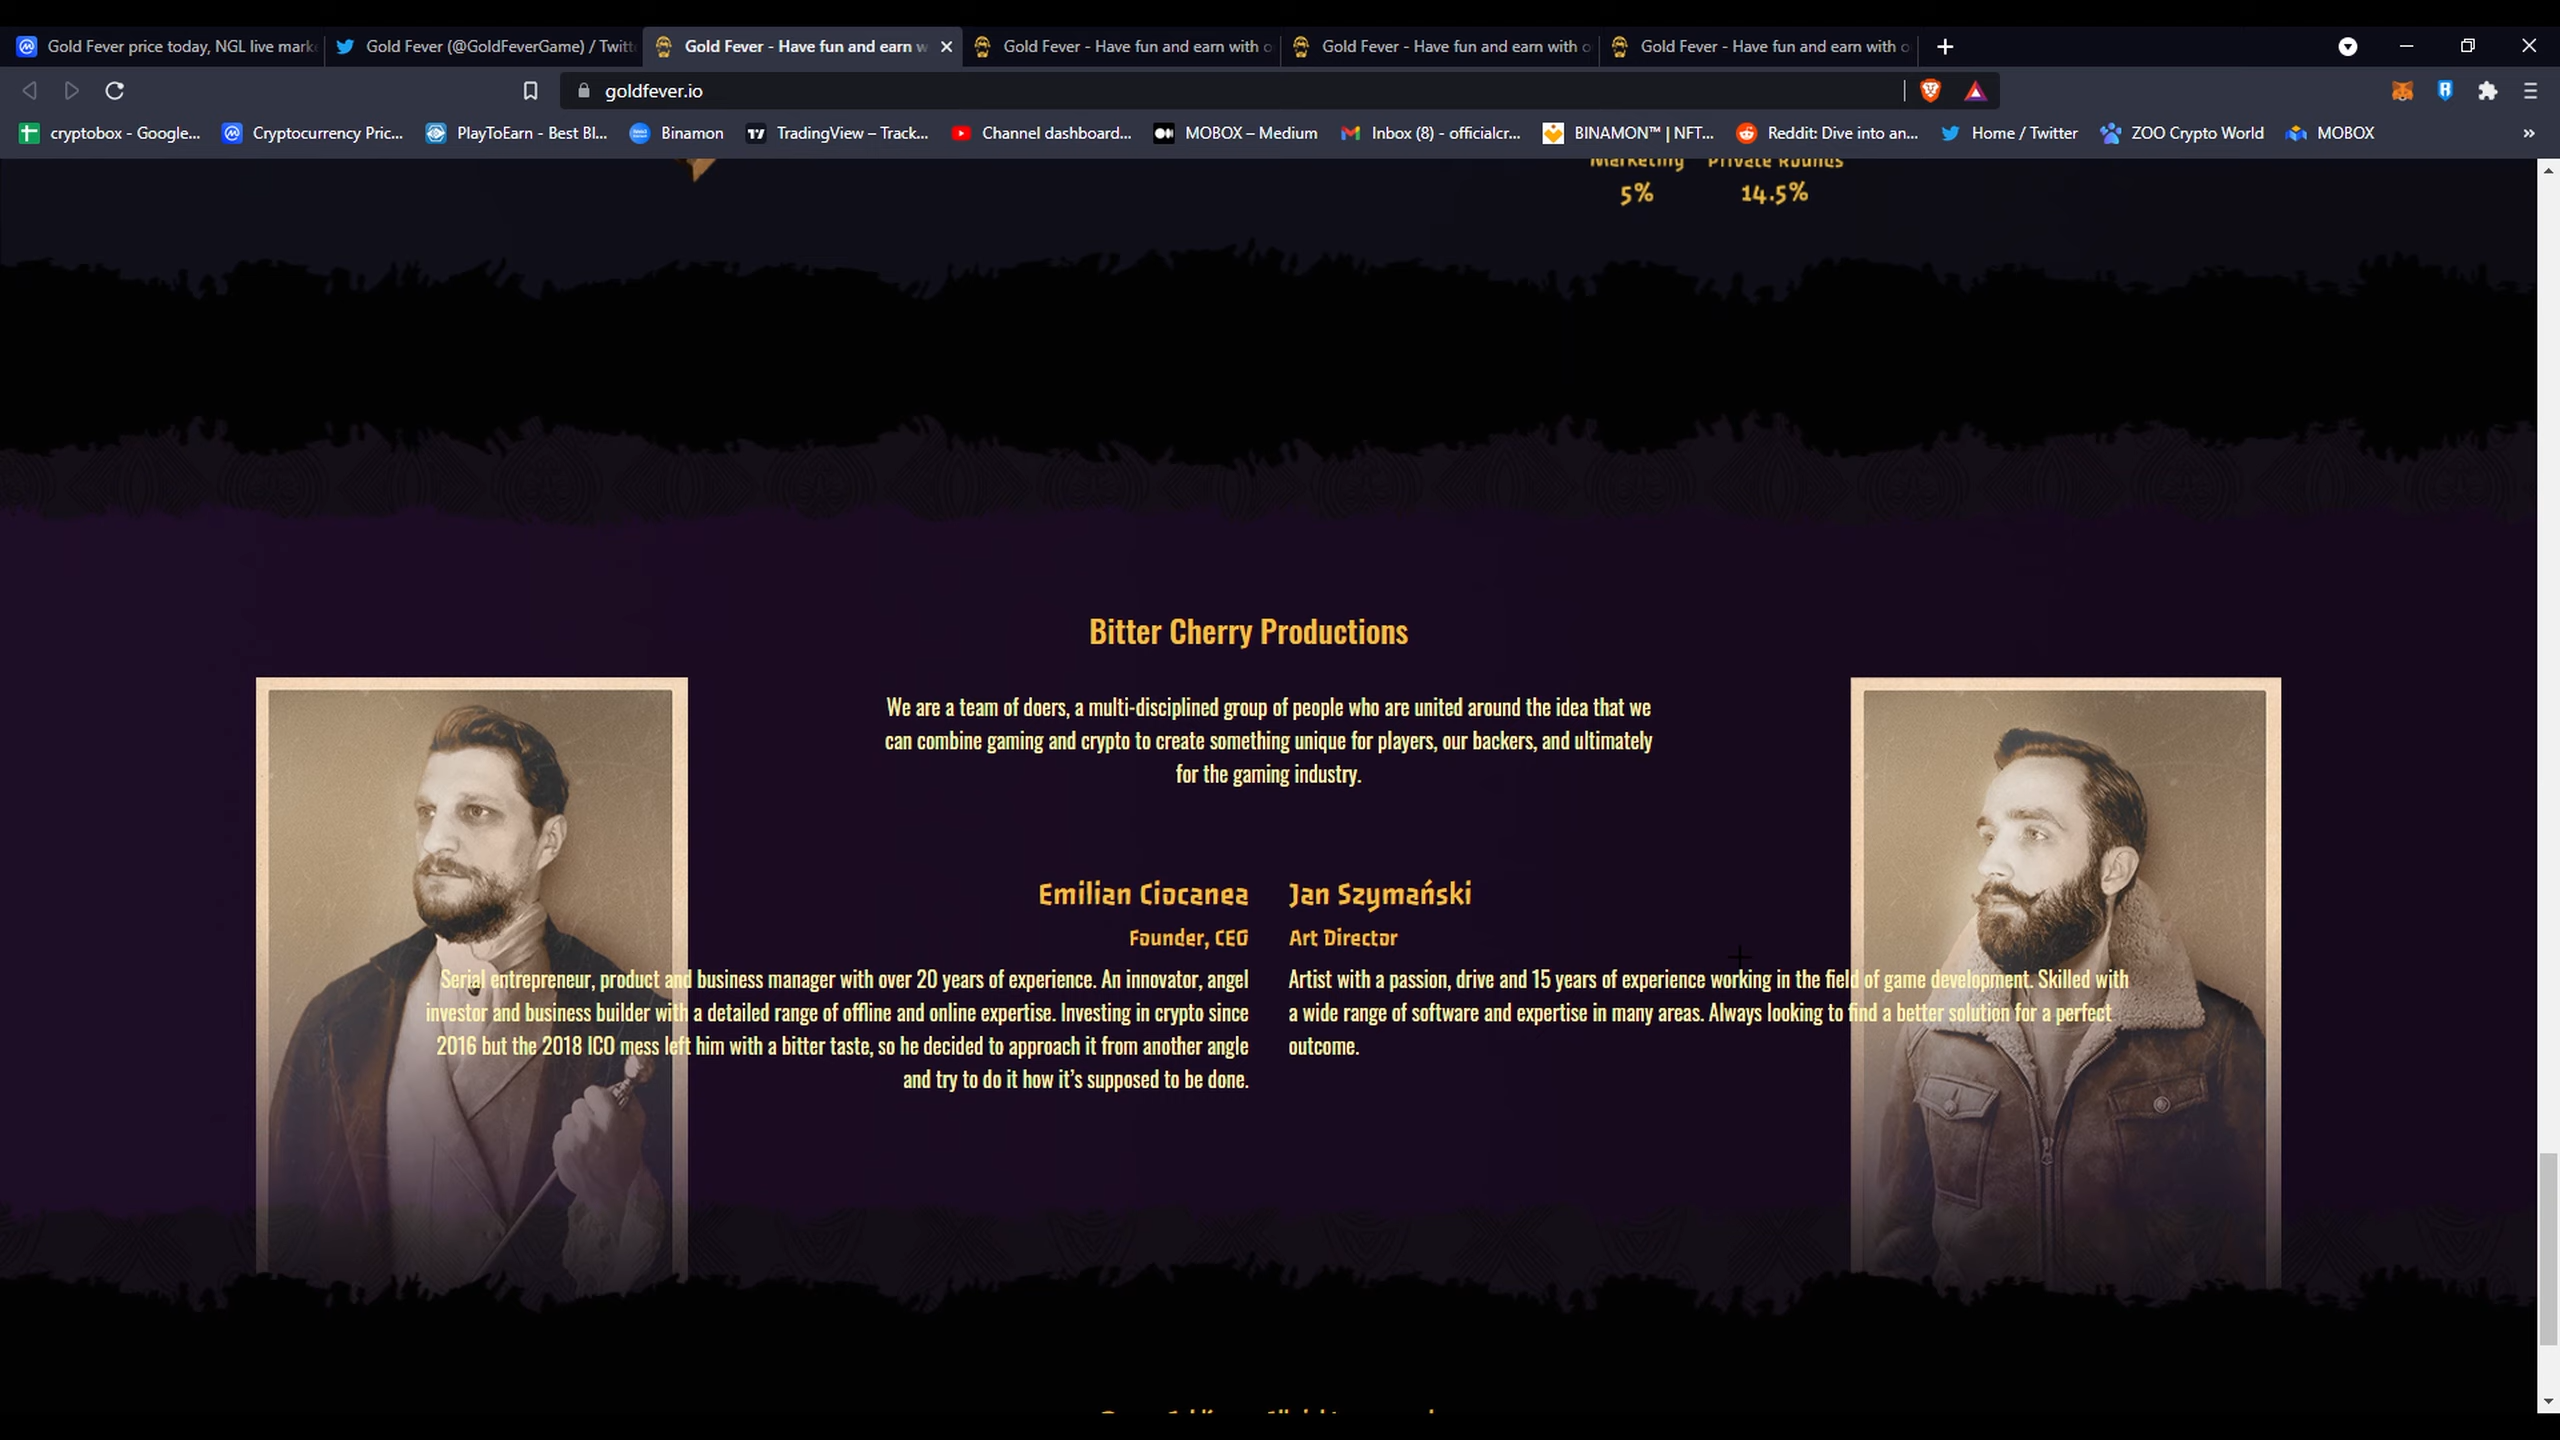 Gold Fever price today, NGL live mark
Gold Fever (@GoldFeverGame) / Twitt
Gold Fever - Have fun and earn w
Gold Fever - Have fun and earn with o
Gold Fever - Have fun and earn with o
Gold Fever - Have fun and earn with o
goldfever.io
cryptobox - Google...
Cryptocurrency Pric...
PlayToEarn - Best Bl...
Binamon
TradingView – Track...
Channel dashboard...
MOBOX – Medium
Inbox (8) - officialcr...
BINAMON™ | NFT...
Reddit: Dive into an...
Home / Twitter
ZOO Crypto World
MOBOX
Marketing Private Rounds
5% 14.5%
Bitter Cherry Productions
We are a team of doers, a multi-disciplined group of people who are united around the idea that we
can combine gaming and crypto to create something unique for players, our backers, and ultimately
for the gaming industry.
Emilian Ciocanea
Founder, CEO
Serial entrepreneur, product and business manager with over 20 years of experience. An innovator, angel
investor and business builder with a detailed range of offline and online expertise. Investing in crypto since
2016 but the 2018 ICO mess left him with a bitter taste, so he decided to approach it from another angle
and try to do it how it’s supposed to be done.
Jan Szymański
Art Director
Artist with a passion, drive and 15 years of experience working in the field of game development. Skilled with
a wide range of software and expertise in many areas. Always looking to find a better solution for a perfect
outcome.